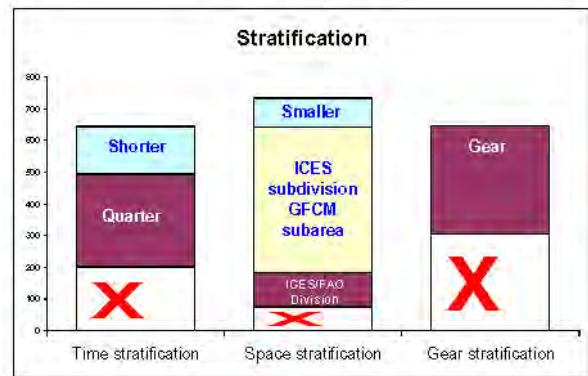 Stratification
800
700
600
500
400
300
200
100
0
Shorter
Quarter
Smaller
ICES
subdivision
GFCM
subarea
ICES/FAO
Division
Gear
Time stratification
Space stratification
Gear stratification